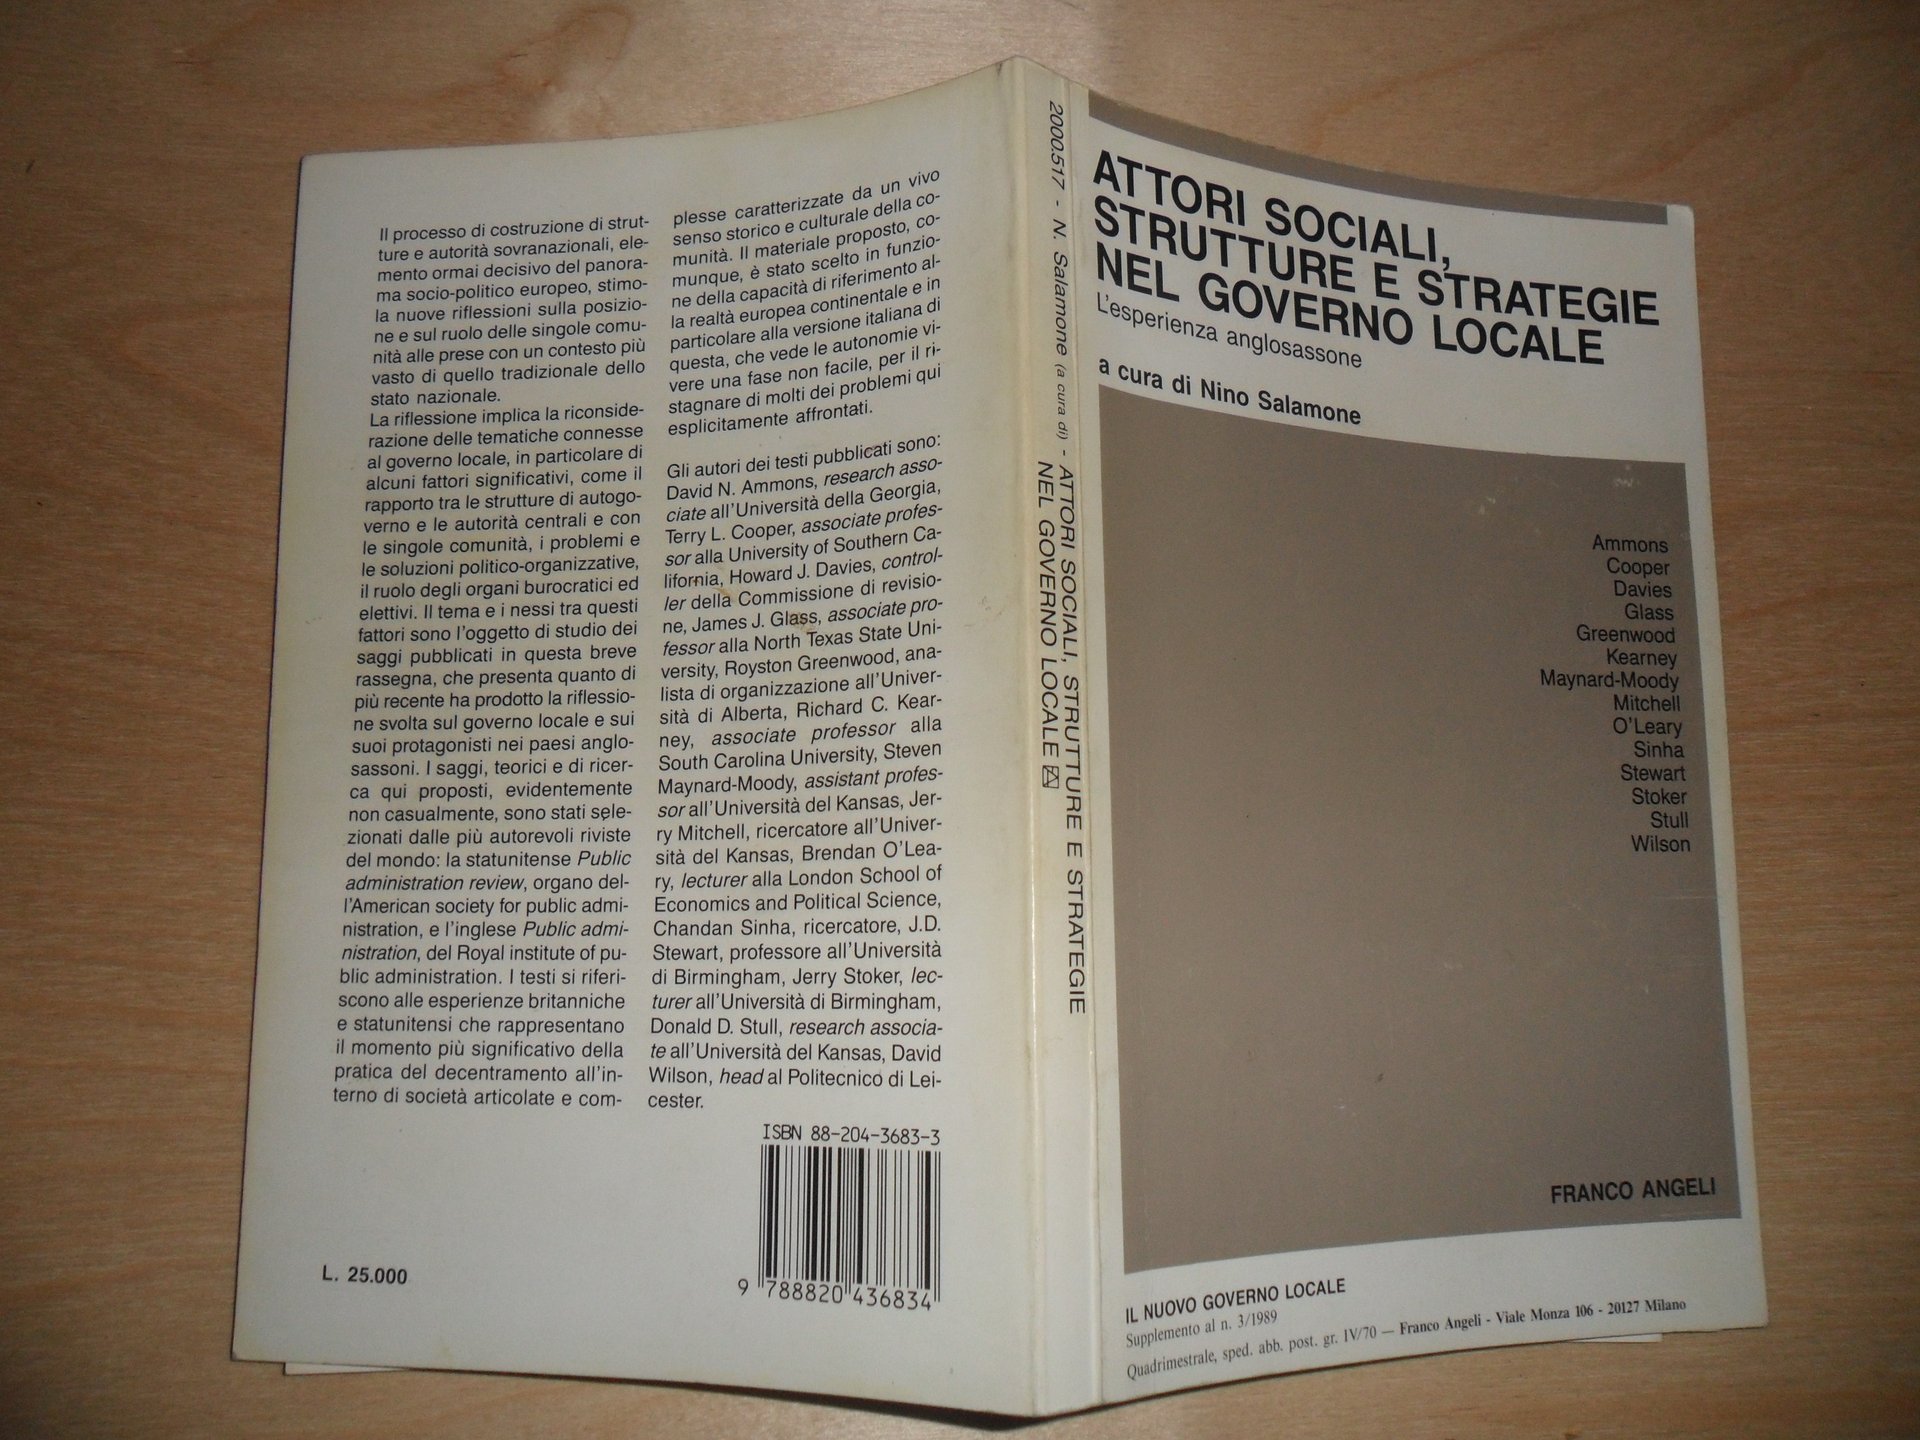 Il processo di costruzione di strut-
ture e autorità sovranazionali, ele-
mento ormai decisivo del panora-
ma socio-politico europeo, stimo-
la nuove riflessioni sulla posizio-
ne e sul ruolo delle singole comu-
nità alle prese con un contesto più
vasto di quello tradizionale dello
stato nazionale.
La riflessione implica la riconside-
razione delle tematiche connesse
al governo locale, in particolare di
alcuni fattori significativi, come il
rapporto tra le strutture di autogo-
verno e le autorità centrali e con
le singole comunità, i problemi e
le soluzioni politico-organizzative,
il ruolo degli organi burocratici ed
elettivi. Il tema e i nessi tra questi
fattori sono l'oggetto di studio dei
saggi pubblicati in questa breve
rassegna, che presenta quanto di
più recente ha prodotto la riflessio-
ne svolta sul governo locale e sui
suoi protagonisti nei paesi anglo-
sassoni. I saggi, teorici e di ricer-
ca qui proposti, evidentemente
non casualmente, sono stati sele-
zionati dalle più autorevoli riviste
del mondo: la statunitense Public
administration review, organo del-
l'American society for public admi-
nistration, e l'inglese Public admi-
nistration, del Royal institute of pu-
blic administration. I testi si riferi-
scono alle esperienze britanniche
e statunitensi che rappresentano
il momento più significativo della
pratica del decentramento all'in-
terno di società articolate e com-
plesse caratterizzate da un vivo
senso storico e culturale della co-
munità. Il materiale proposto, co-
munque, è stato scelto in funzio-
ne della capacità di riferimento al-
la realtà europea continentale e in
particolare alla versione italiana di
questa, che vede le autonomie vi-
vere una fase non facile, per il ri-
stagnare di molti dei problemi qui
esplicitamente affrontati.
Gli autori dei testi pubblicati sono:
David N. Ammons, research asso-
ciate all'Università della Georgia,
Terry L. Cooper, associate profes-
sor alla University of Southern Ca-
lifornia, Howard J. Davies, control-
ler della Commissione di revisio-
ne, James J. Glass, associate pro-
fessor alla North Texas State Uni-
versity, Royston Greenwood, ana-
lista di organizzazione all'Univer-
sità di Alberta, Richard C. Kear-
ney, associate professor alla
South Carolina University, Steven
Maynard-Moody, assistant profes-
sor all'Università del Kansas, Jer-
ry Mitchell, ricercatore all'Univer-
sità del Kansas, Brendan O'Lea-
ry, lecturer alla London School of
Economics and Political Science,
Chandan Sinha, ricercatore, J.D.
Stewart, professore all'Università
di Birmingham, Jerry Stoker, lec-
turer all'Università di Birmingham,
Donald D. Stull, research associa-
te all'Università del Kansas, David
Wilson, head al Politecnico di Lei-
cester.
ISBN 88-204-3683-3
9 788820 436834
L. 25.000
2000.517 - N. Salamone (a cura di) - ATTORI SOCIALI, STRUTTURE E STRATEGIE
NEL GOVERNO LOCALE
ATTORI SOCIALI,
STRUTTURE E STRATEGIE
NEL GOVERNO LOCALE
L'esperienza anglosassone
a cura di Nino Salamone
Ammons
Cooper
Davies
Glass
Greenwood
Kearney
Maynard-Moody
Mitchell
O'Leary
Sinha
Stewart
Stoker
Stull
Wilson
FRANCO ANGELI
IL NUOVO GOVERNO LOCALE
Supplemento al n. 3/1989
Quadrimestrale, sped. abb. post. gr. IV/70 — Franco Angeli - Viale Monza 106 - 20127 Milano